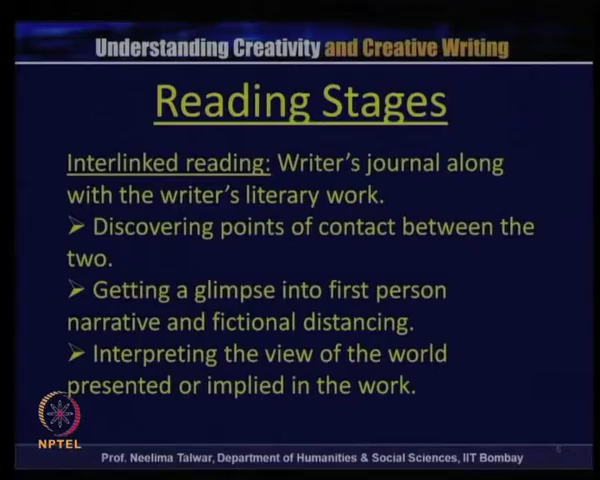 Understanding Creativity and Creative Writing
Reading Stages
Interlinked reading: Writer's journal along
with the writer's literary work.
➢ Discovering points of contact between the
two.
➢ Getting a glimpse into first person
narrative and fictional distancing.
➢ Interpreting the view of the world
presented or implied in the work.
NPTEL
Prof. Neelima Talwar, Department of Humanities & Social Sciences, IIT Bombay